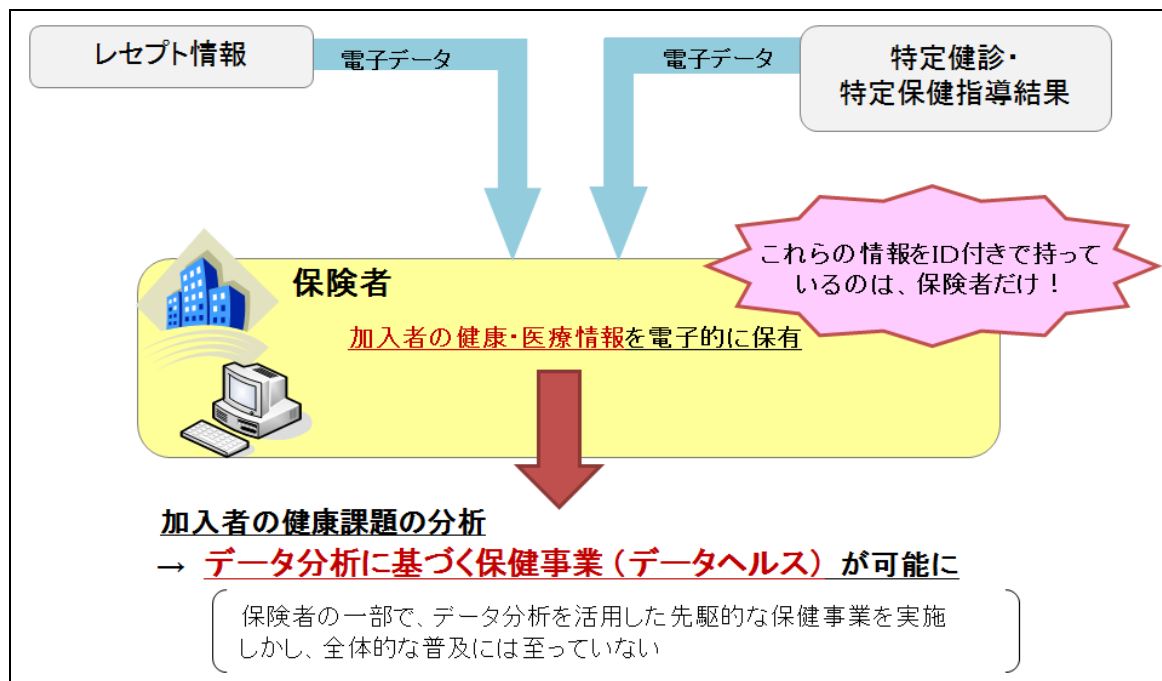 レセプト情報
電子データ
電子データ
特定健診・
特定保健指導結果
これらの情報をID付きで持って
いるのは、保険者だけ！
保険者
加入者の健康・医療情報を電子的に保有
加入者の健康課題の分析
→ データ分析に基づく保健事業（データヘルス）が可能に
保険者の一部で、データ分析を活用した先駆的な保健事業を実施
しかし、全体的な普及には至っていない